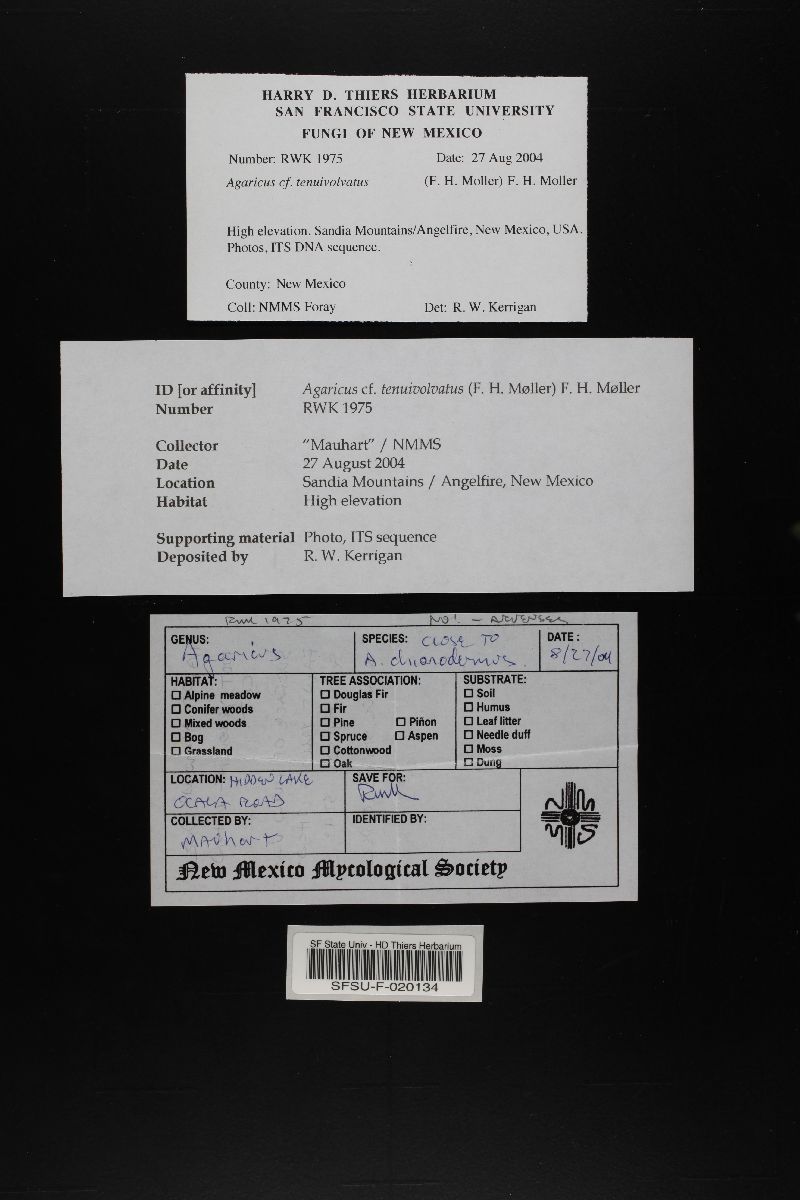 HARRY D. THIERS HERBARIUM
SAN FRANCISCO STATE UNIVERSITY
FUNGI OF NEW MEXICO
Number: RWK 1975 Date: 27 Aug 2004
Agaricus cf. tenuivolvatus (F. H. Moller) F. H. Moller
High elevation. Sandia Mountains/Angelfire, New Mexico, USA.
Photos, ITS DNA sequence.
County: New Mexico
Coll: NMMS Foray Det: R. W. Kerrigan
ID [or affinity] Agaricus cf. tenuivolvatus (F. H. Møller) F. H. Møller
Number RWK 1975
Collector "Mauhart" / NMMS
Date 27 August 2004
Location Sandia Mountains / Angelfire, New Mexico
Habitat High elevation
Supporting material Photo, ITS sequence
Deposited by R. W. Kerrigan
RWK 1975 NO! - ARVENSES
GENUS: Agaricus SPECIES: CLOSE TO A. chionodermus DATE: 8/27/04
HABITAT: TREE ASSOCIATION: SUBSTRATE:
Alpine meadow Douglas Fir Soil
Conifer woods Fir Humus
Mixed woods Pine Piñon Leaf litter
Bog Spruce Aspen Needle duff
Grassland Cottonwood Moss
Oak Dung
LOCATION: HIDDEN LAKE SAVE FOR:
ROAD RWK
COLLECTED BY: IDENTIFIED BY:
Mauhart
New Mexico Mycological Society
SF State Univ - HD Thiers Herbarium
SFSU-F-020134